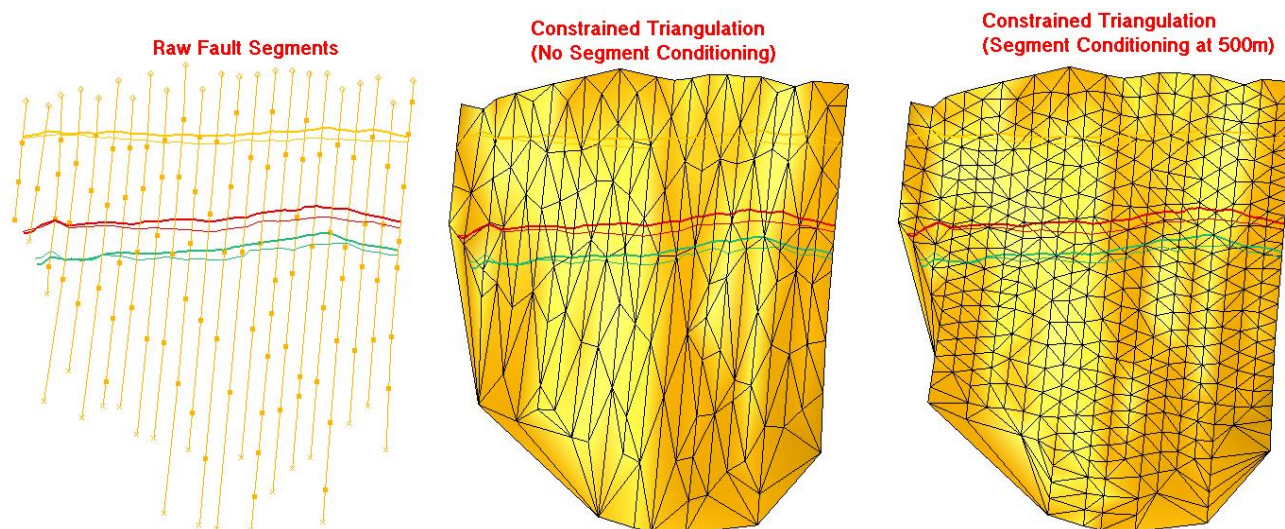 Raw Fault Segments
Constrained Triangulation
(No Segment Conditioning)
Constrained Triangulation
(Segment Conditioning at 500m)